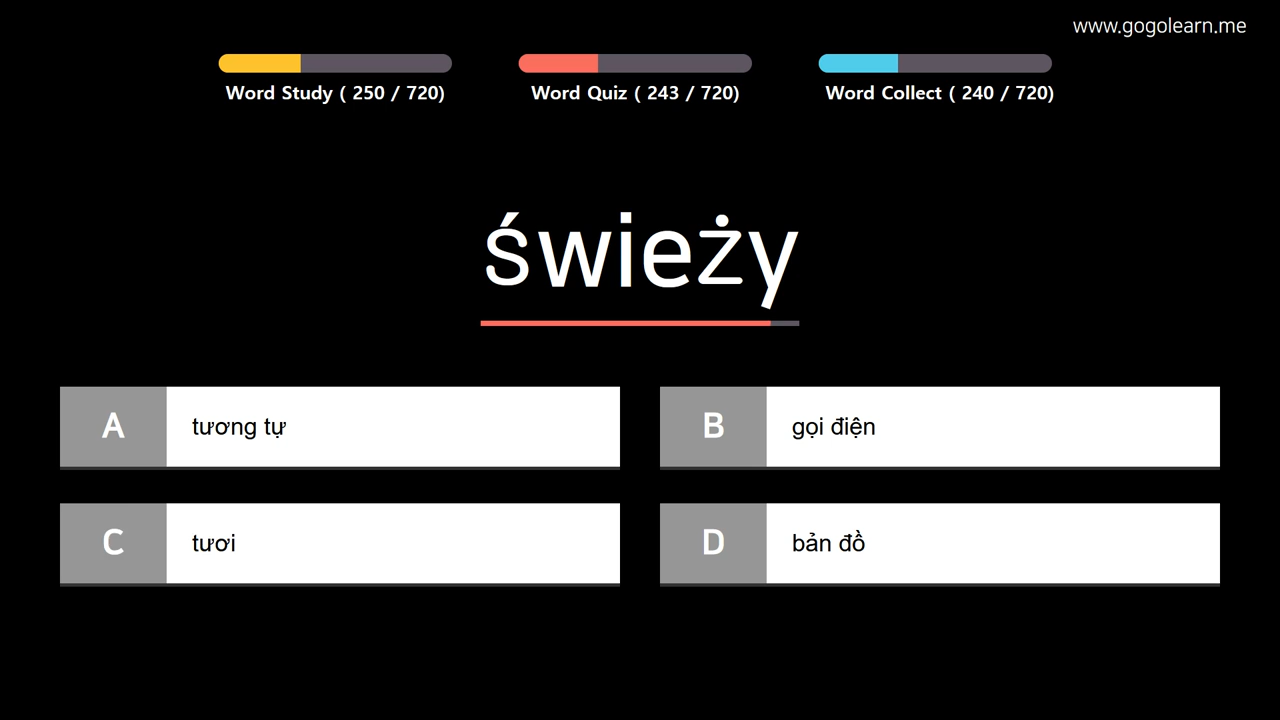 www.gogolearn.me
Word Study ( 250 / 720)
Word Quiz ( 243 / 720)
Word Collect ( 240 / 720)
świeży
A
tương tự
B
gọi điện
C
tươi
D
bản đồ